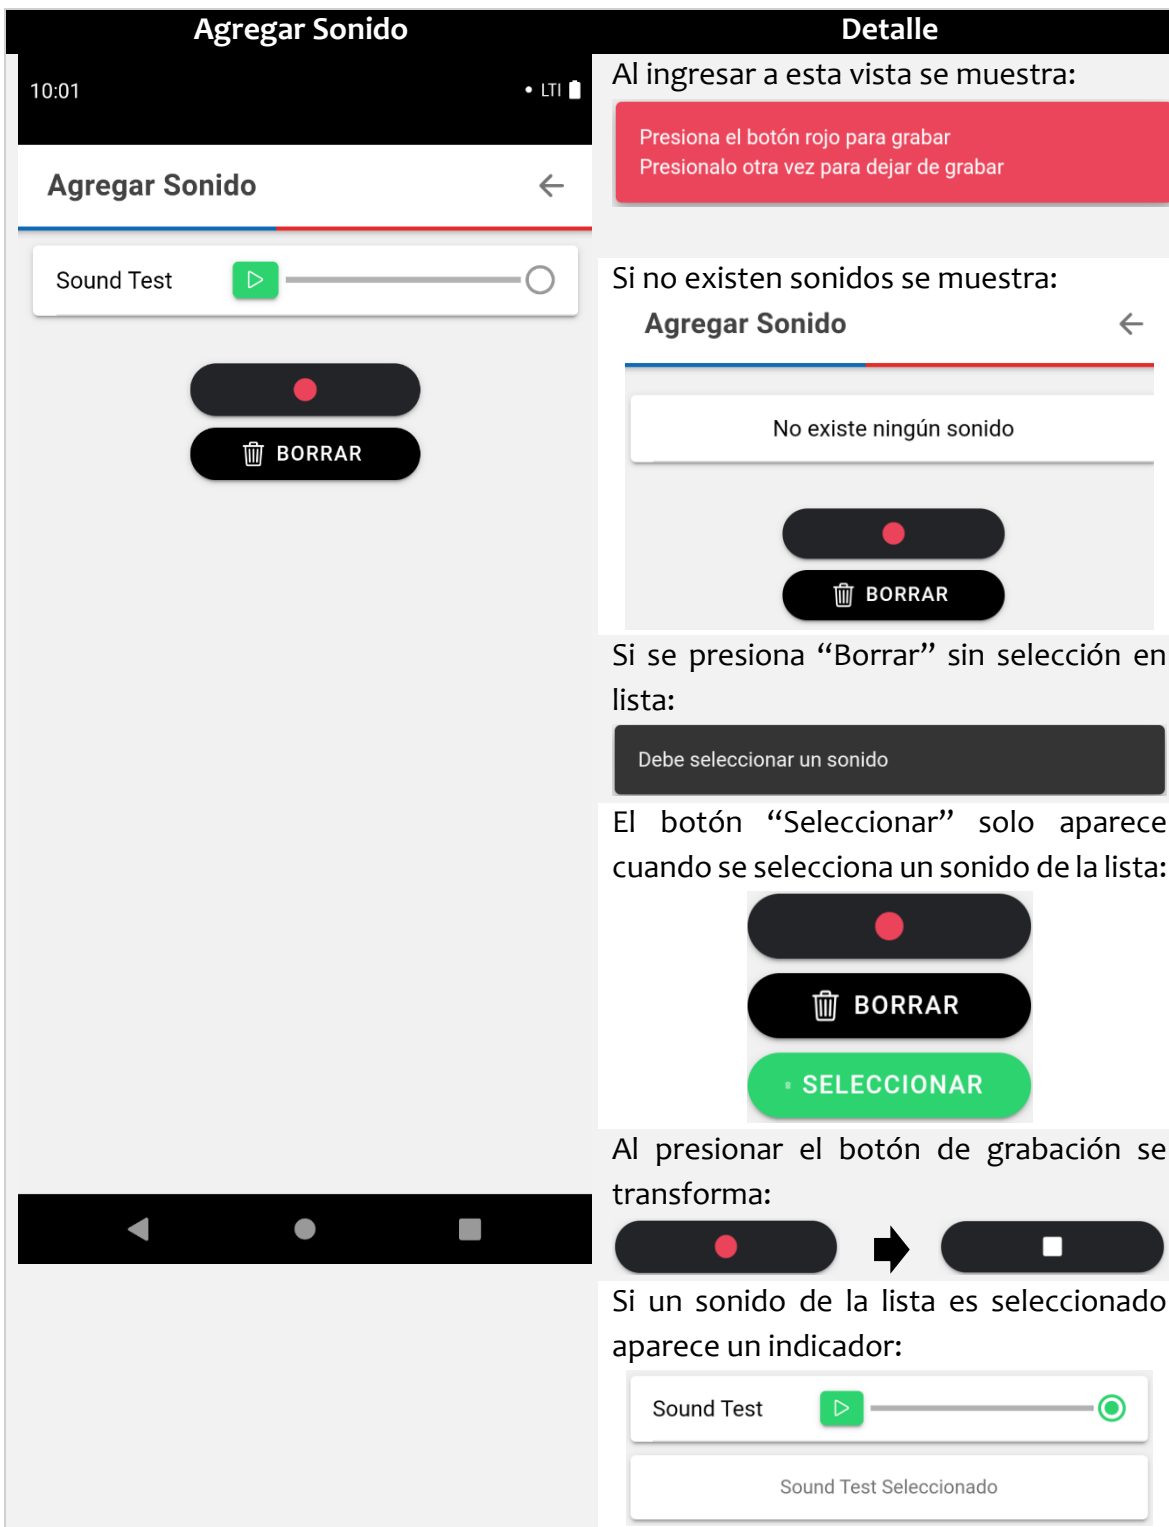 Agregar Sonido
10:01
LTI
Agregar Sonido
Sound Test
BORRAR
Detalle
Al ingresar a esta vista se muestra:
Presiona el botón rojo para grabar
Presionalo otra vez para dejar de grabar
Si no existen sonidos se muestra:
Agregar Sonido
No existe ningún sonido
BORRAR
Si se presiona “Borrar” sin selección en
lista:
Debe seleccionar un sonido
El botón “Seleccionar” solo aparece
cuando se selecciona un sonido de la lista:
BORRAR
SELECCIONAR
Al presionar el botón de grabación se
transforma:
Si un sonido de la lista es seleccionado
aparece un indicador:
Sound Test
Sound Test Seleccionado